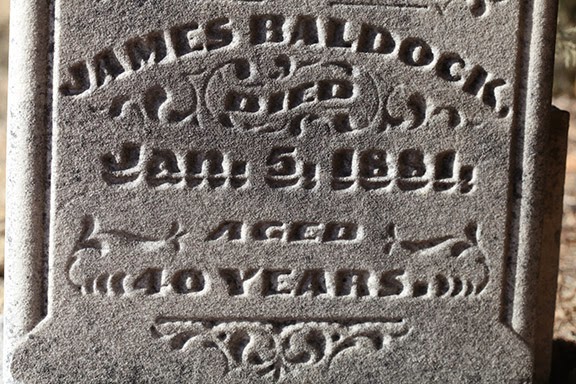 JAMES BALDOCK,
DIED
JAN. 5, 1881,
AGED
40 YEARS.